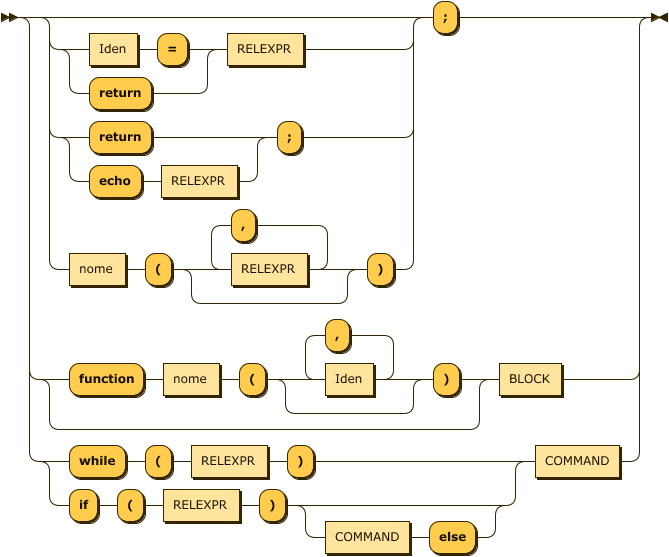 ;
Iden = RELEXPR
return
return ;
echo RELEXPR
,
nome ( RELEXPR )
,
function nome ( Iden ) BLOCK
while ( RELEXPR ) COMMAND
if ( RELEXPR )
COMMAND else